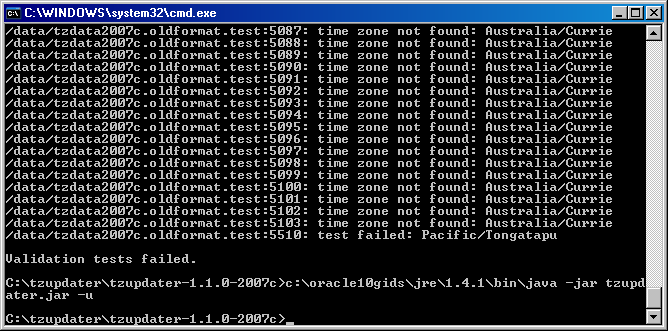 C:\WINDOWS\system32\cmd.exe
/data/tzdata2007c.oldformat.test:5087: time zone not found: Australia/Currie
/data/tzdata2007c.oldformat.test:5088: time zone not found: Australia/Currie
/data/tzdata2007c.oldformat.test:5089: time zone not found: Australia/Currie
/data/tzdata2007c.oldformat.test:5090: time zone not found: Australia/Currie
/data/tzdata2007c.oldformat.test:5091: time zone not found: Australia/Currie
/data/tzdata2007c.oldformat.test:5092: time zone not found: Australia/Currie
/data/tzdata2007c.oldformat.test:5093: time zone not found: Australia/Currie
/data/tzdata2007c.oldformat.test:5094: time zone not found: Australia/Currie
/data/tzdata2007c.oldformat.test:5095: time zone not found: Australia/Currie
/data/tzdata2007c.oldformat.test:5096: time zone not found: Australia/Currie
/data/tzdata2007c.oldformat.test:5097: time zone not found: Australia/Currie
/data/tzdata2007c.oldformat.test:5098: time zone not found: Australia/Currie
/data/tzdata2007c.oldformat.test:5099: time zone not found: Australia/Currie
/data/tzdata2007c.oldformat.test:5100: time zone not found: Australia/Currie
/data/tzdata2007c.oldformat.test:5101: time zone not found: Australia/Currie
/data/tzdata2007c.oldformat.test:5102: time zone not found: Australia/Currie
/data/tzdata2007c.oldformat.test:5103: time zone not found: Australia/Currie
/data/tzdata2007c.oldformat.test:5510: test failed: Pacific/Tongatapu
Validation tests failed.
C:\tzupdater\tzupdater-1.1.0-2007c>c:\oracle10gids\jre\1.4.1\bin\java -jar tzupd
ater.jar -u
C:\tzupdater\tzupdater-1.1.0-2007c>_